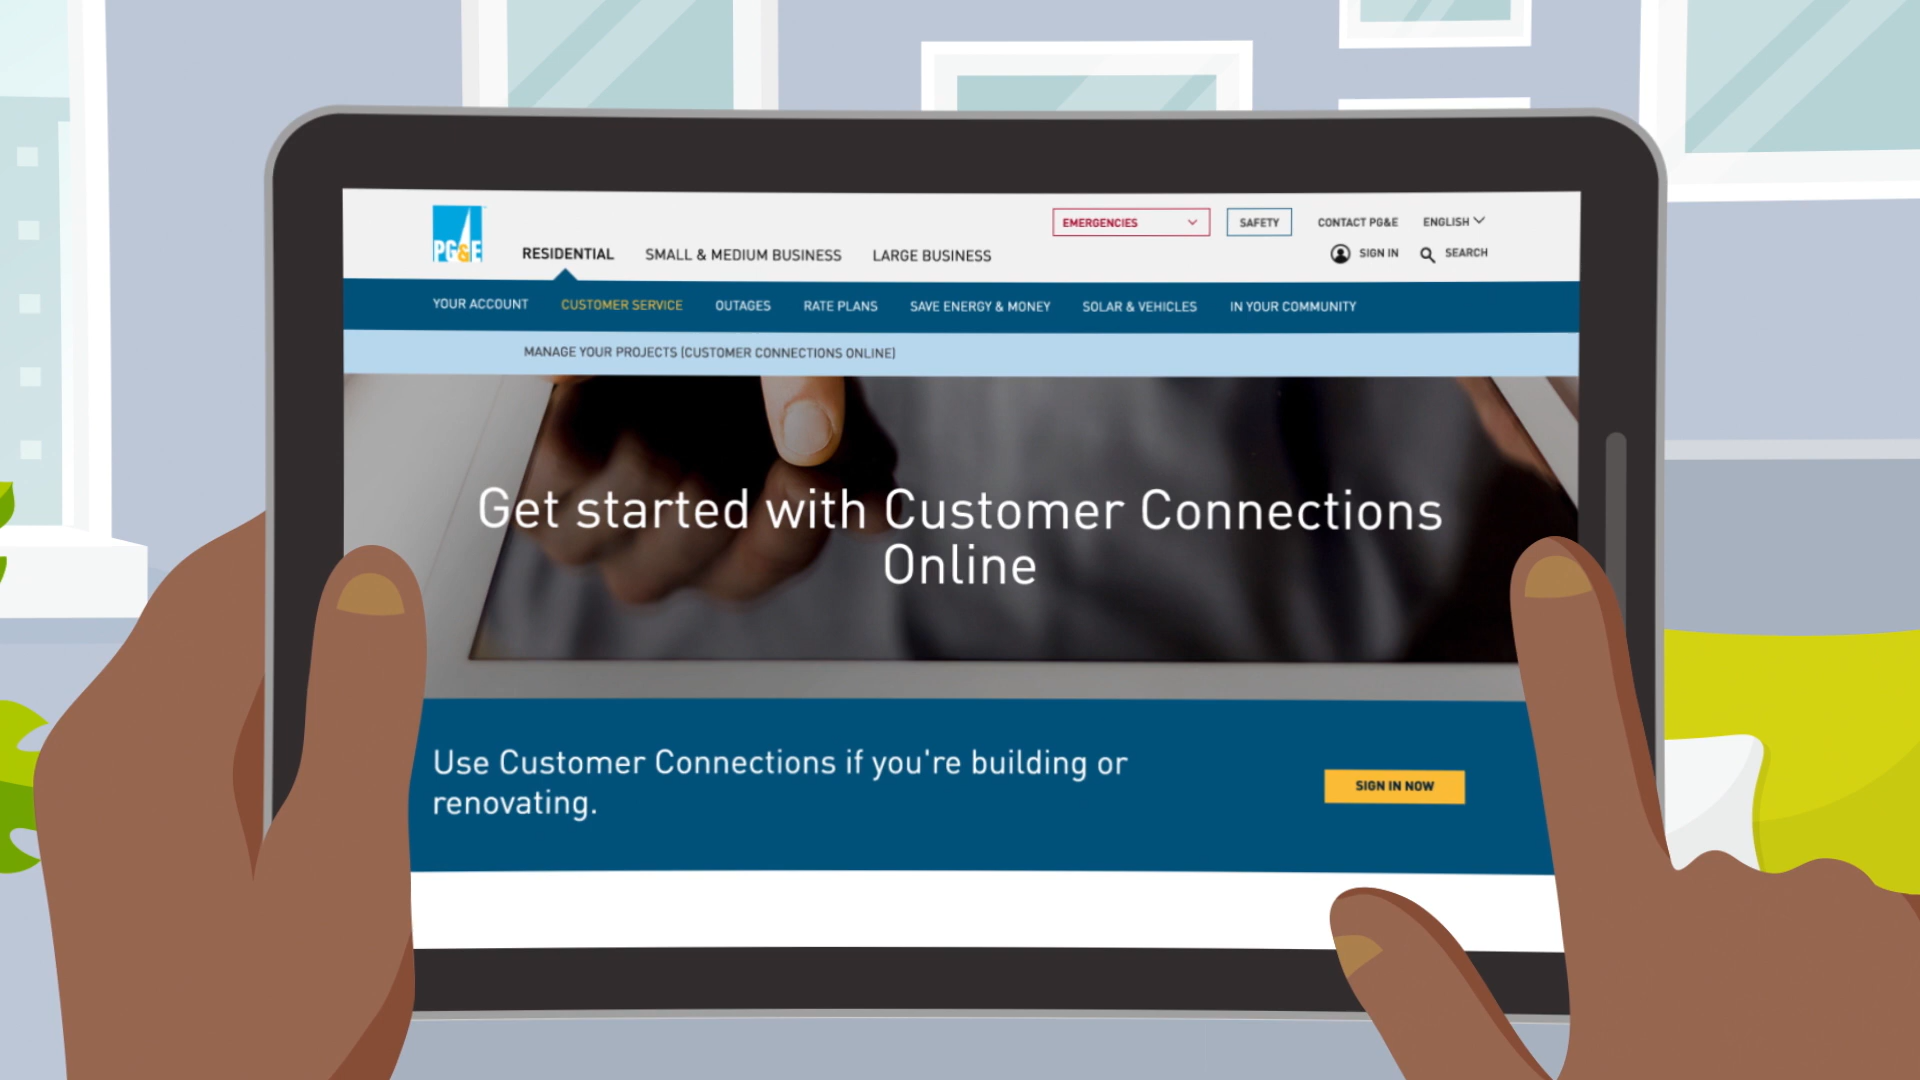 PG&E
EMERGENCIES
SAFETY
CONTACT PG&E
ENGLISH
RESIDENTIAL
SMALL & MEDIUM BUSINESS
LARGE BUSINESS
SIGN IN
SEARCH
YOUR ACCOUNT
CUSTOMER SERVICE
OUTAGES
RATE PLANS
SAVE ENERGY & MONEY
SOLAR & VEHICLES
IN YOUR COMMUNITY
MANAGE YOUR PROJECTS (CUSTOMER CONNECTIONS ONLINE)
Get started with Customer Connections
Online
Use Customer Connections if you're building or
renovating.
SIGN IN NOW